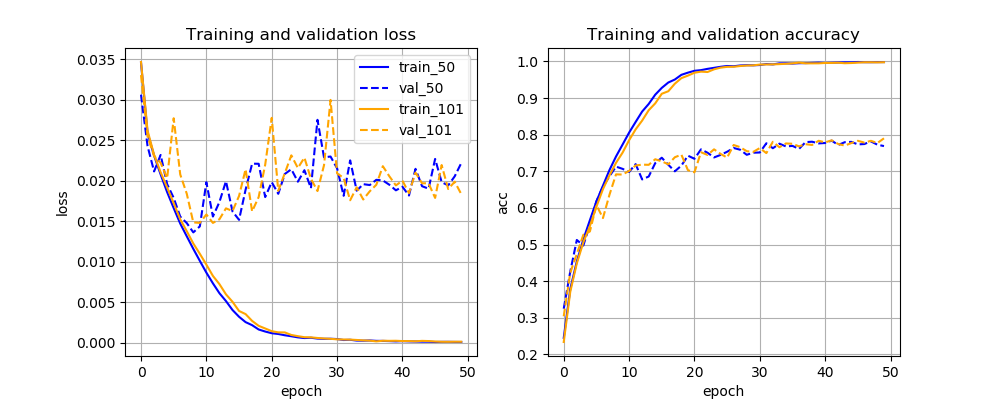 Training and validation loss
0.035
0.030
0.025
0.020
0.015
0.010
0.005
0.000
loss
0 10 20 30 40 50
epoch
train_50
val_50
train_101
val_101
Training and validation accuracy
1.0
0.9
0.8
0.7
0.6
0.5
0.4
0.3
0.2
acc
0 10 20 30 40 50
epoch